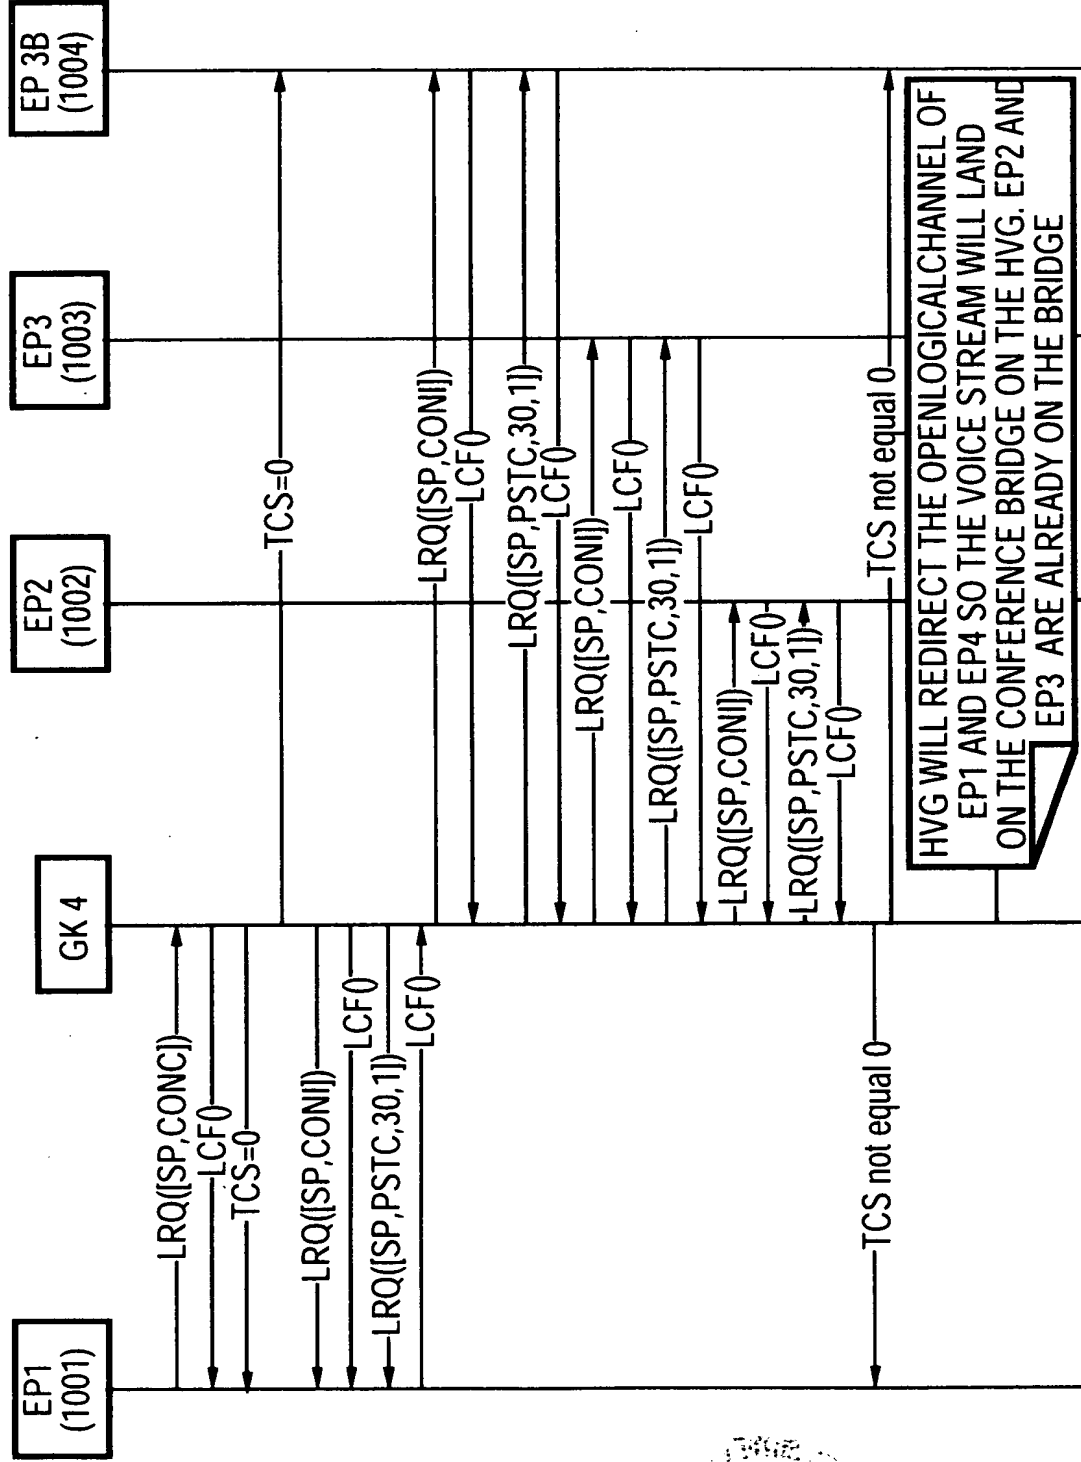 EP1
(1001)
GK 4
EP2
(1002)
EP3
(1003)
EP 3B
(1004)
LRQ([SP,CONC])
LCF()
TCS=0
TCS=0
LRQ([SP,CONI])
LCF()
LRQ([SP,PSTC,30,1])
LCF()
LRQ([SP,CONI])
LCF()
LRQ([SP,PSTC,30,1])
LCF()
LRQ([SP,CONI])
LCF()
LRQ([SP,PSTC,30,1])
LCF()
LRQ([SP,CONI])
LCF()
LRQ([SP,PSTC,30,1])
LCF()
TCS not equal 0
TCS not equal 0
HVG WILL REDIRECT THE OPENLOGICALCHANNEL OF
EP1 AND EP4 SO THE VOICE STREAM WILL LAND
ON THE CONFERENCE BRIDGE ON THE HVG. EP2 AND
EP3 ARE ALREADY ON THE BRIDGE